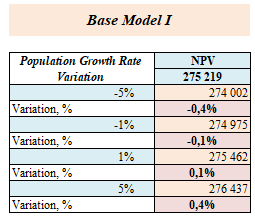 Base Model I
Population Growth Rate NPV
Variation 275 219
-5% 274 002
Variation, % -0,4%
-1% 274 975
Variation, % -0,1%
1% 275 462
Variation, % 0,1%
5% 276 437
Variation, % 0,4%